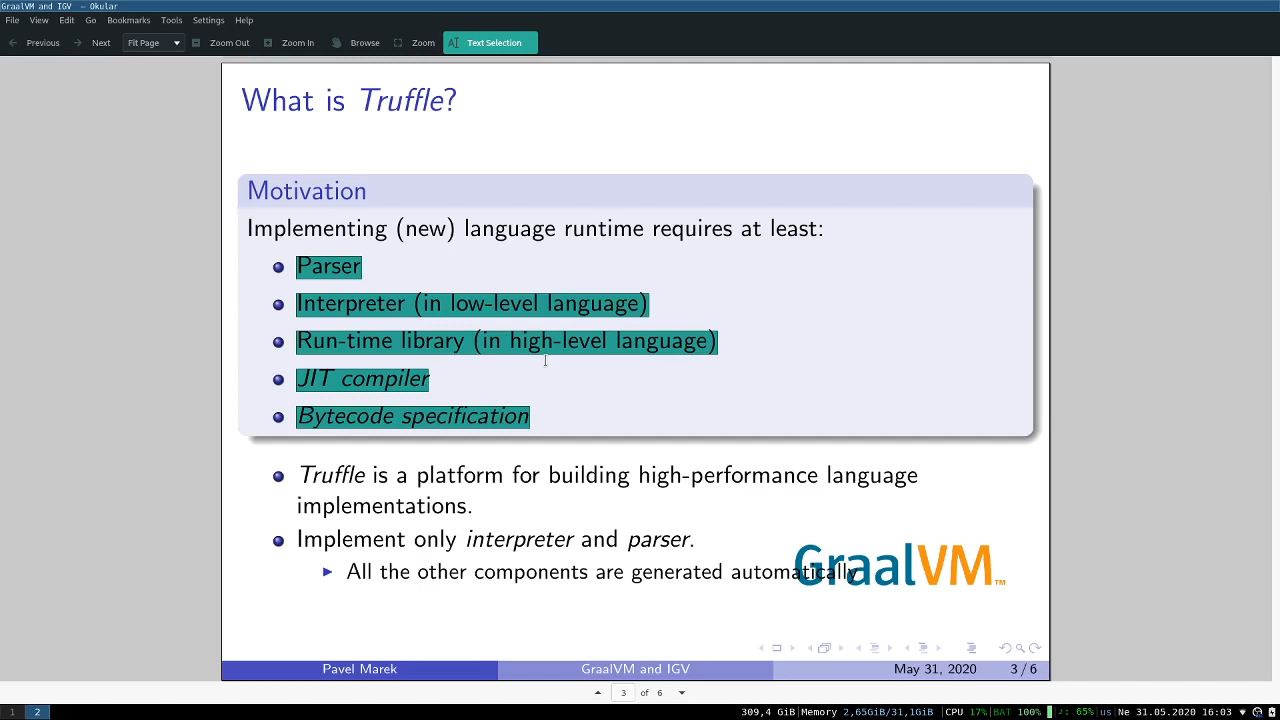 GraalVM and IGV — Okular
File View Edit Go Bookmarks Tools Settings Help
Previous Next Fit Page Zoom Out Zoom In Browse Zoom Text Selection
What is Truffle?
Motivation
Implementing (new) language runtime requires at least:
Parser
Interpreter (in low-level language)
Run-time library (in high-level language)
JIT compiler
Bytecode specification
Truffle is a platform for building high-performance language
implementations.
Implement only interpreter and parser.
All the other components are generated automatically
GraalVM™
Pavel Marek GraalVM and IGV May 31, 2020 3 / 6
3 of 6
1 2 309,4 GiB|Memory 2,65GiB/31,1GiB |CPU 17%|BAT 100% |♪: 65%|us|Ne 31.05.2020 16:03